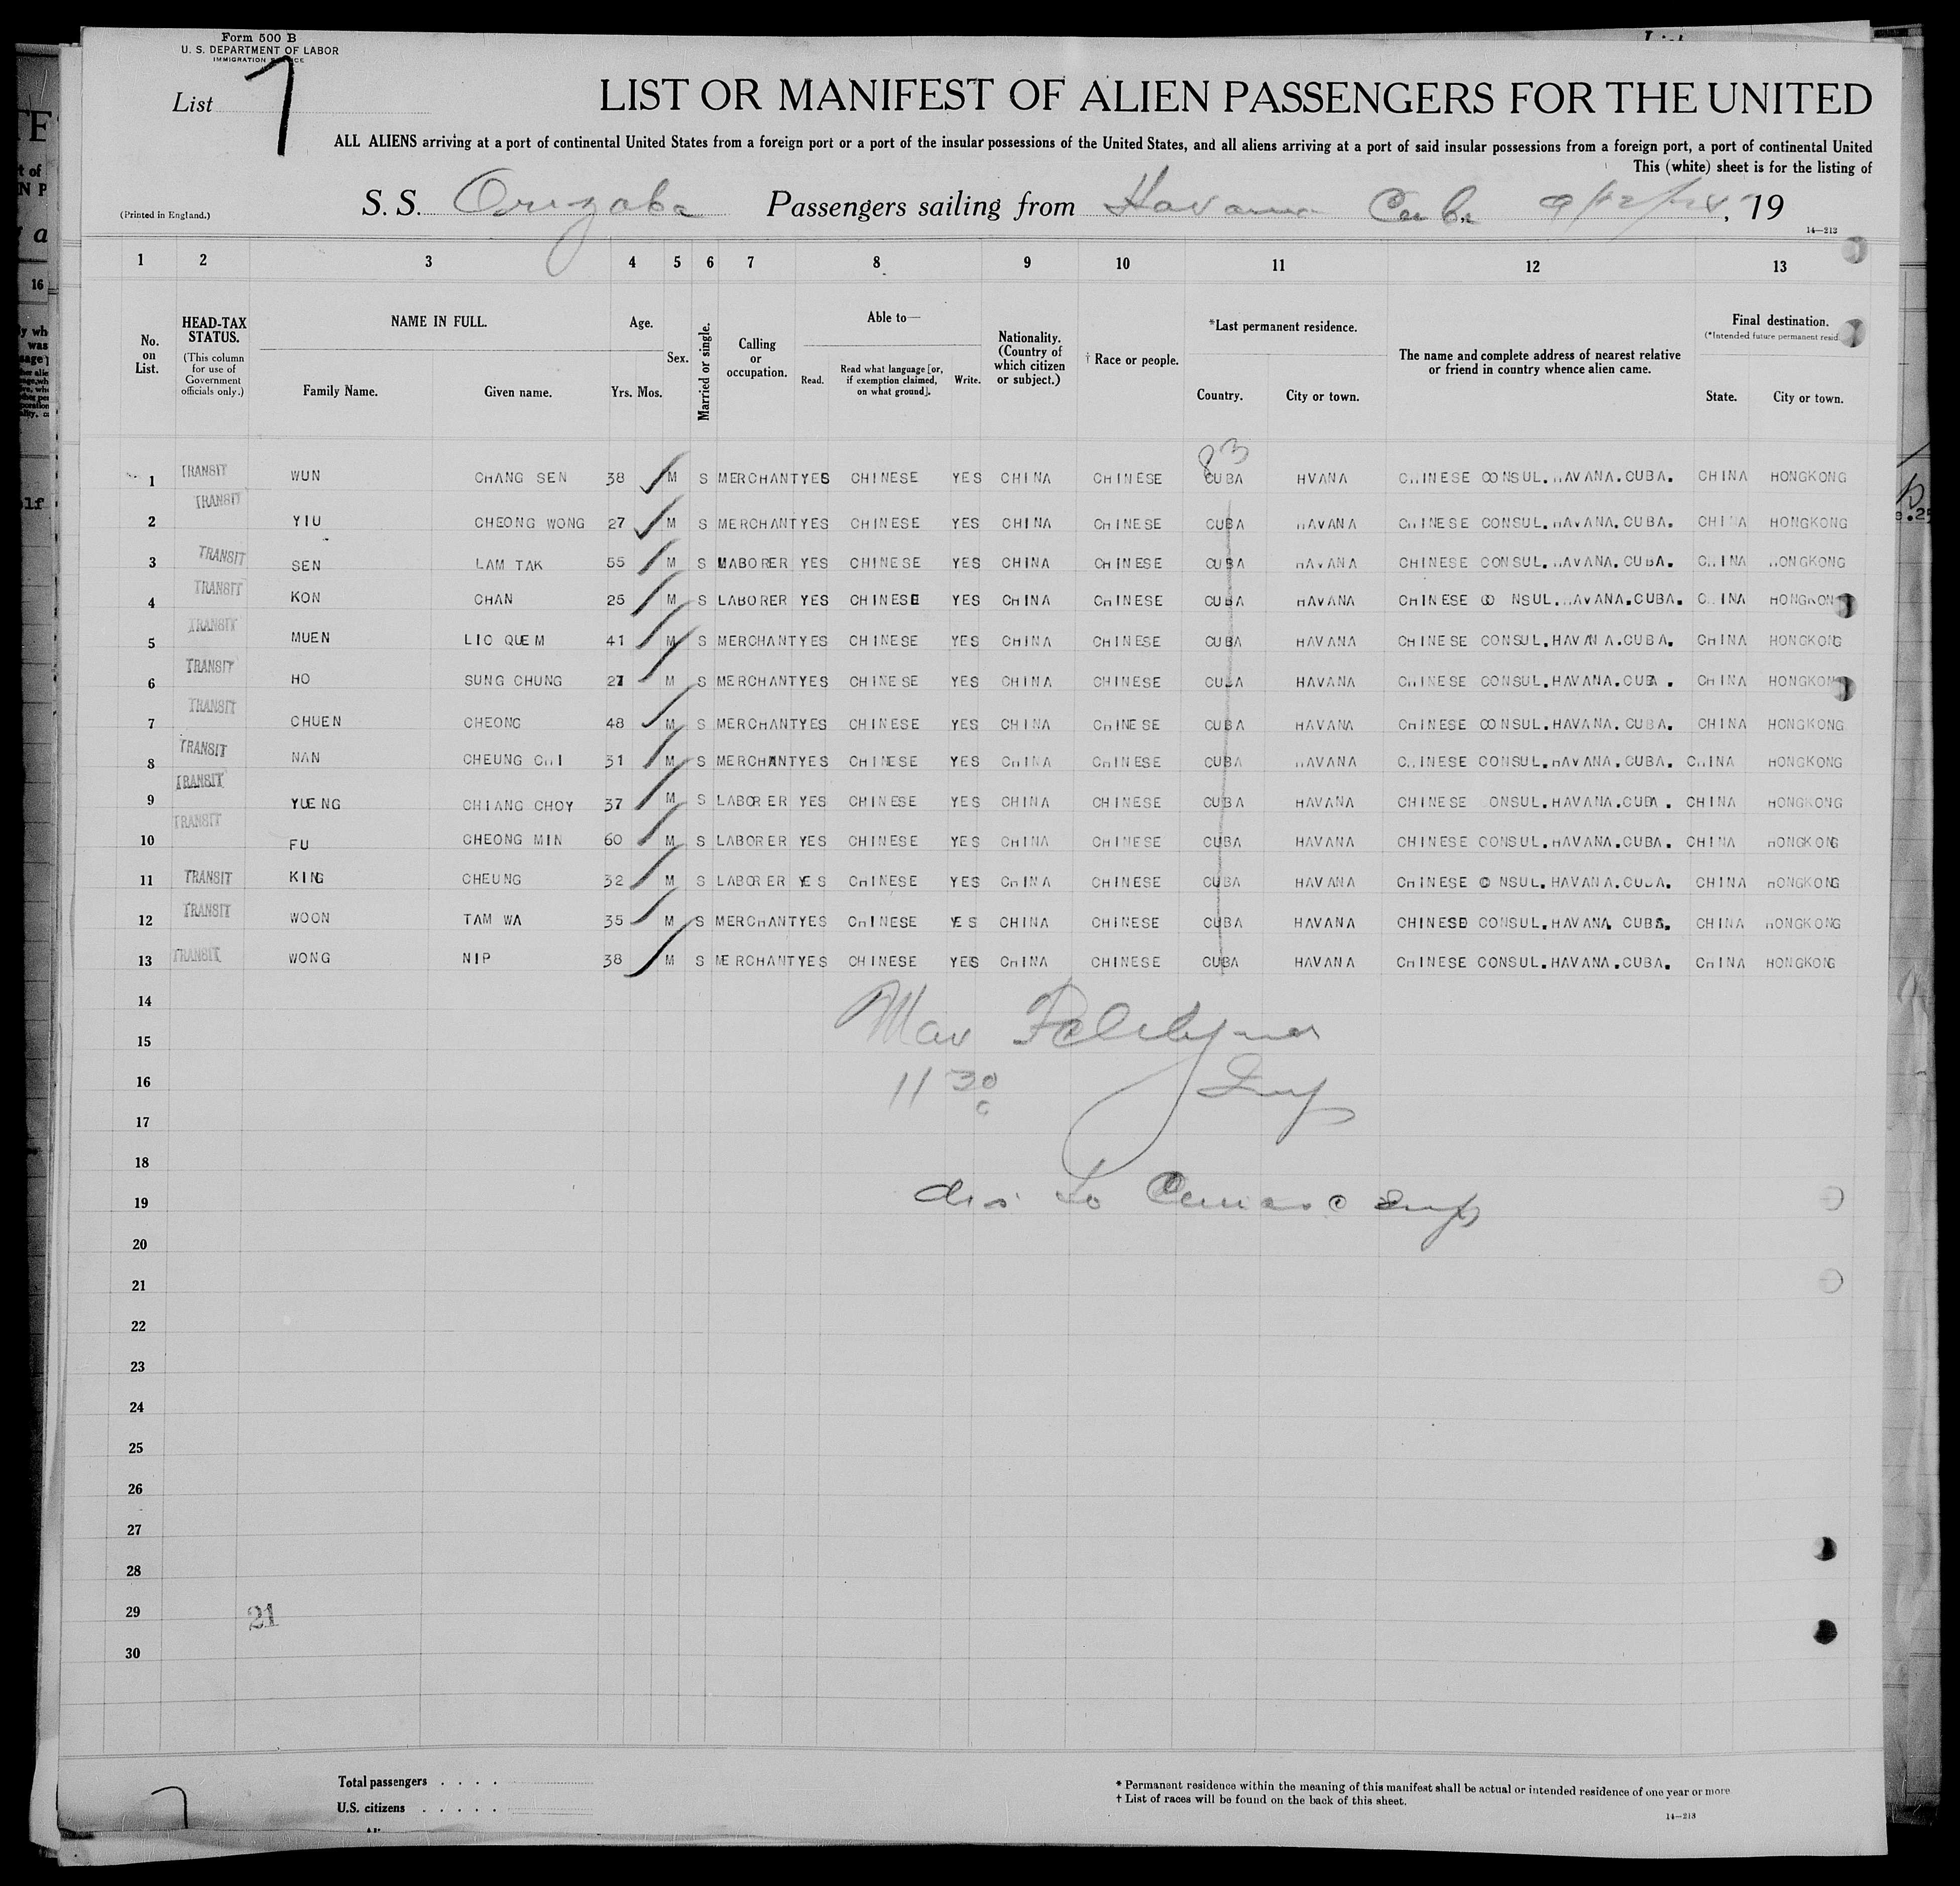 Form 500 B
U. S. DEPARTMENT OF LABOR
IMMIGRATION SERVICE
List 7
LIST OR MANIFEST OF ALIEN PASSENGERS FOR THE UNITED
ALL ALIENS arriving at a port of continental United States from a foreign port or a port of the insular possessions of the United States, and all aliens arriving at a port of said insular possessions from a foreign port, a port of continental United
This (white) sheet is for the listing of
(Printed in England.)
S. S. Orizaba Passengers sailing from Havana Cuba , 19
14—213
1 2 3 4 5 6 7 8 9 10 11 12 13
No. on List.
HEAD-TAX STATUS. (This column for use of Government officials only.)
NAME IN FULL. Family Name. Given name.
Age. Yrs. Mos.
Sex.
Married or single.
Calling or occupation.
Able to— Read. Read what language [or, if exemption claimed, on what ground]. Write.
Nationality. (Country of which citizen or subject.)
† Race or people.
*Last permanent residence. Country. City or town.
The name and complete address of nearest relative or friend in country whence alien came.
Final destination. (*Intended future permanent resid
State. City or town.
83
1 TRANSIT WUN CHANG SEN 38 M S MERCHANT YES CHINESE YES CHINA CHINESE CUBA HVANA CHINESE CONSUL.HAVANA.CUBA. CHINA HONGKONG
2 TRANSIT YIU CHEONG WONG 27 M S MERCHANT YES CHINESE YES CHINA CHINESE CUBA HAVANA CHINESE CONSUL.HAVANA.CUBA. CHINA HONGKONG
3 TRANSIT SEN LAM TAK 55 M S LABORER YES CHINESE YES CHINA CHINESE CUBA HAVANA CHINESE CONSUL.HAVANA.CUBA. CHINA HONGKONG
4 TRANSIT KON CHAN 25 M S LABORER YES CHINESE YES CHINA CHINESE CUBA HAVANA CHINESE CO NSUL.HAVANA.CUBA. CHINA HONGKON
5 TRANSIT MUEN LIO QUEM 41 M S MERCHANT YES CHINESE YES CHINA CHINESE CUBA HAVANA CHINESE CONSUL.HAVANA.CUBA. CHINA HONGKONG
6 TRANSIT HO SUNG CHUNG 27 M S MERCHANT YES CHINESE YES CHINA CHINESE CUBA HAVANA CHINESE CONSUL.HAVANA.CUBA. CHINA HONGKONG
7 TRANSIT CHUEN CHEONG 48 M S MERCHANT YES CHINESE YES CHINA CHINESE CUBA HAVANA CHINESE CONSUL.HAVANA.CUBA. CHINA HONGKONG
8 TRANSIT NAN CHEUNG CHI 31 M S MERCHANT YES CHINESE YES CHINA CHINESE CUBA HAVANA CHINESE CONSUL.HAVANA.CUBA. CHINA HONGKONG
9 TRANSIT YUENG CHIANG CHOY 37 M S LABORER YES CHINESE YES CHINA CHINESE CUBA HAVANA CHINESE ONSUL.HAVANA.CUBA. CHINA HONGKONG
10 TRANSIT FU CHEONG MIN 60 M S LABORER YES CHINESE YES CHINA CHINESE CUBA HAVANA CHINESE CONSUL.HAVANA.CUBA. CHINA HONGKONG
11 TRANSIT KING CHEUNG 32 M S LABORER YES CHINESE YES CHINA CHINESE CUBA HAVANA CHINESE CONSUL.HAVANA.CUBA. CHINA HONGKONG
12 TRANSIT WOON TAM WA 35 M S MERCHANT YES CHINESE YES CHINA CHINESE CUBA HAVANA CHINESE CONSUL.HAVANA. CUBA. CHINA HONGKONG
13 TRANSIT WONG NIP 38 M S MERCHANT YES CHINESE YES CHINA CHINESE CUBA HAVANA CHINESE CONSUL.HAVANA.CUBA. CHINA HONGKONG
14
Max
15
16
11 30 Insp
17
18
19
to Insp
20
21
22
23
24
25
26
27
28
29
21
30
7
Total passengers . . . .
U.S. citizens . . . . .
* Permanent residence within the meaning of this manifest shall be actual or intended residence of one year or more
† List of races will be found on the back of this sheet.
14—213